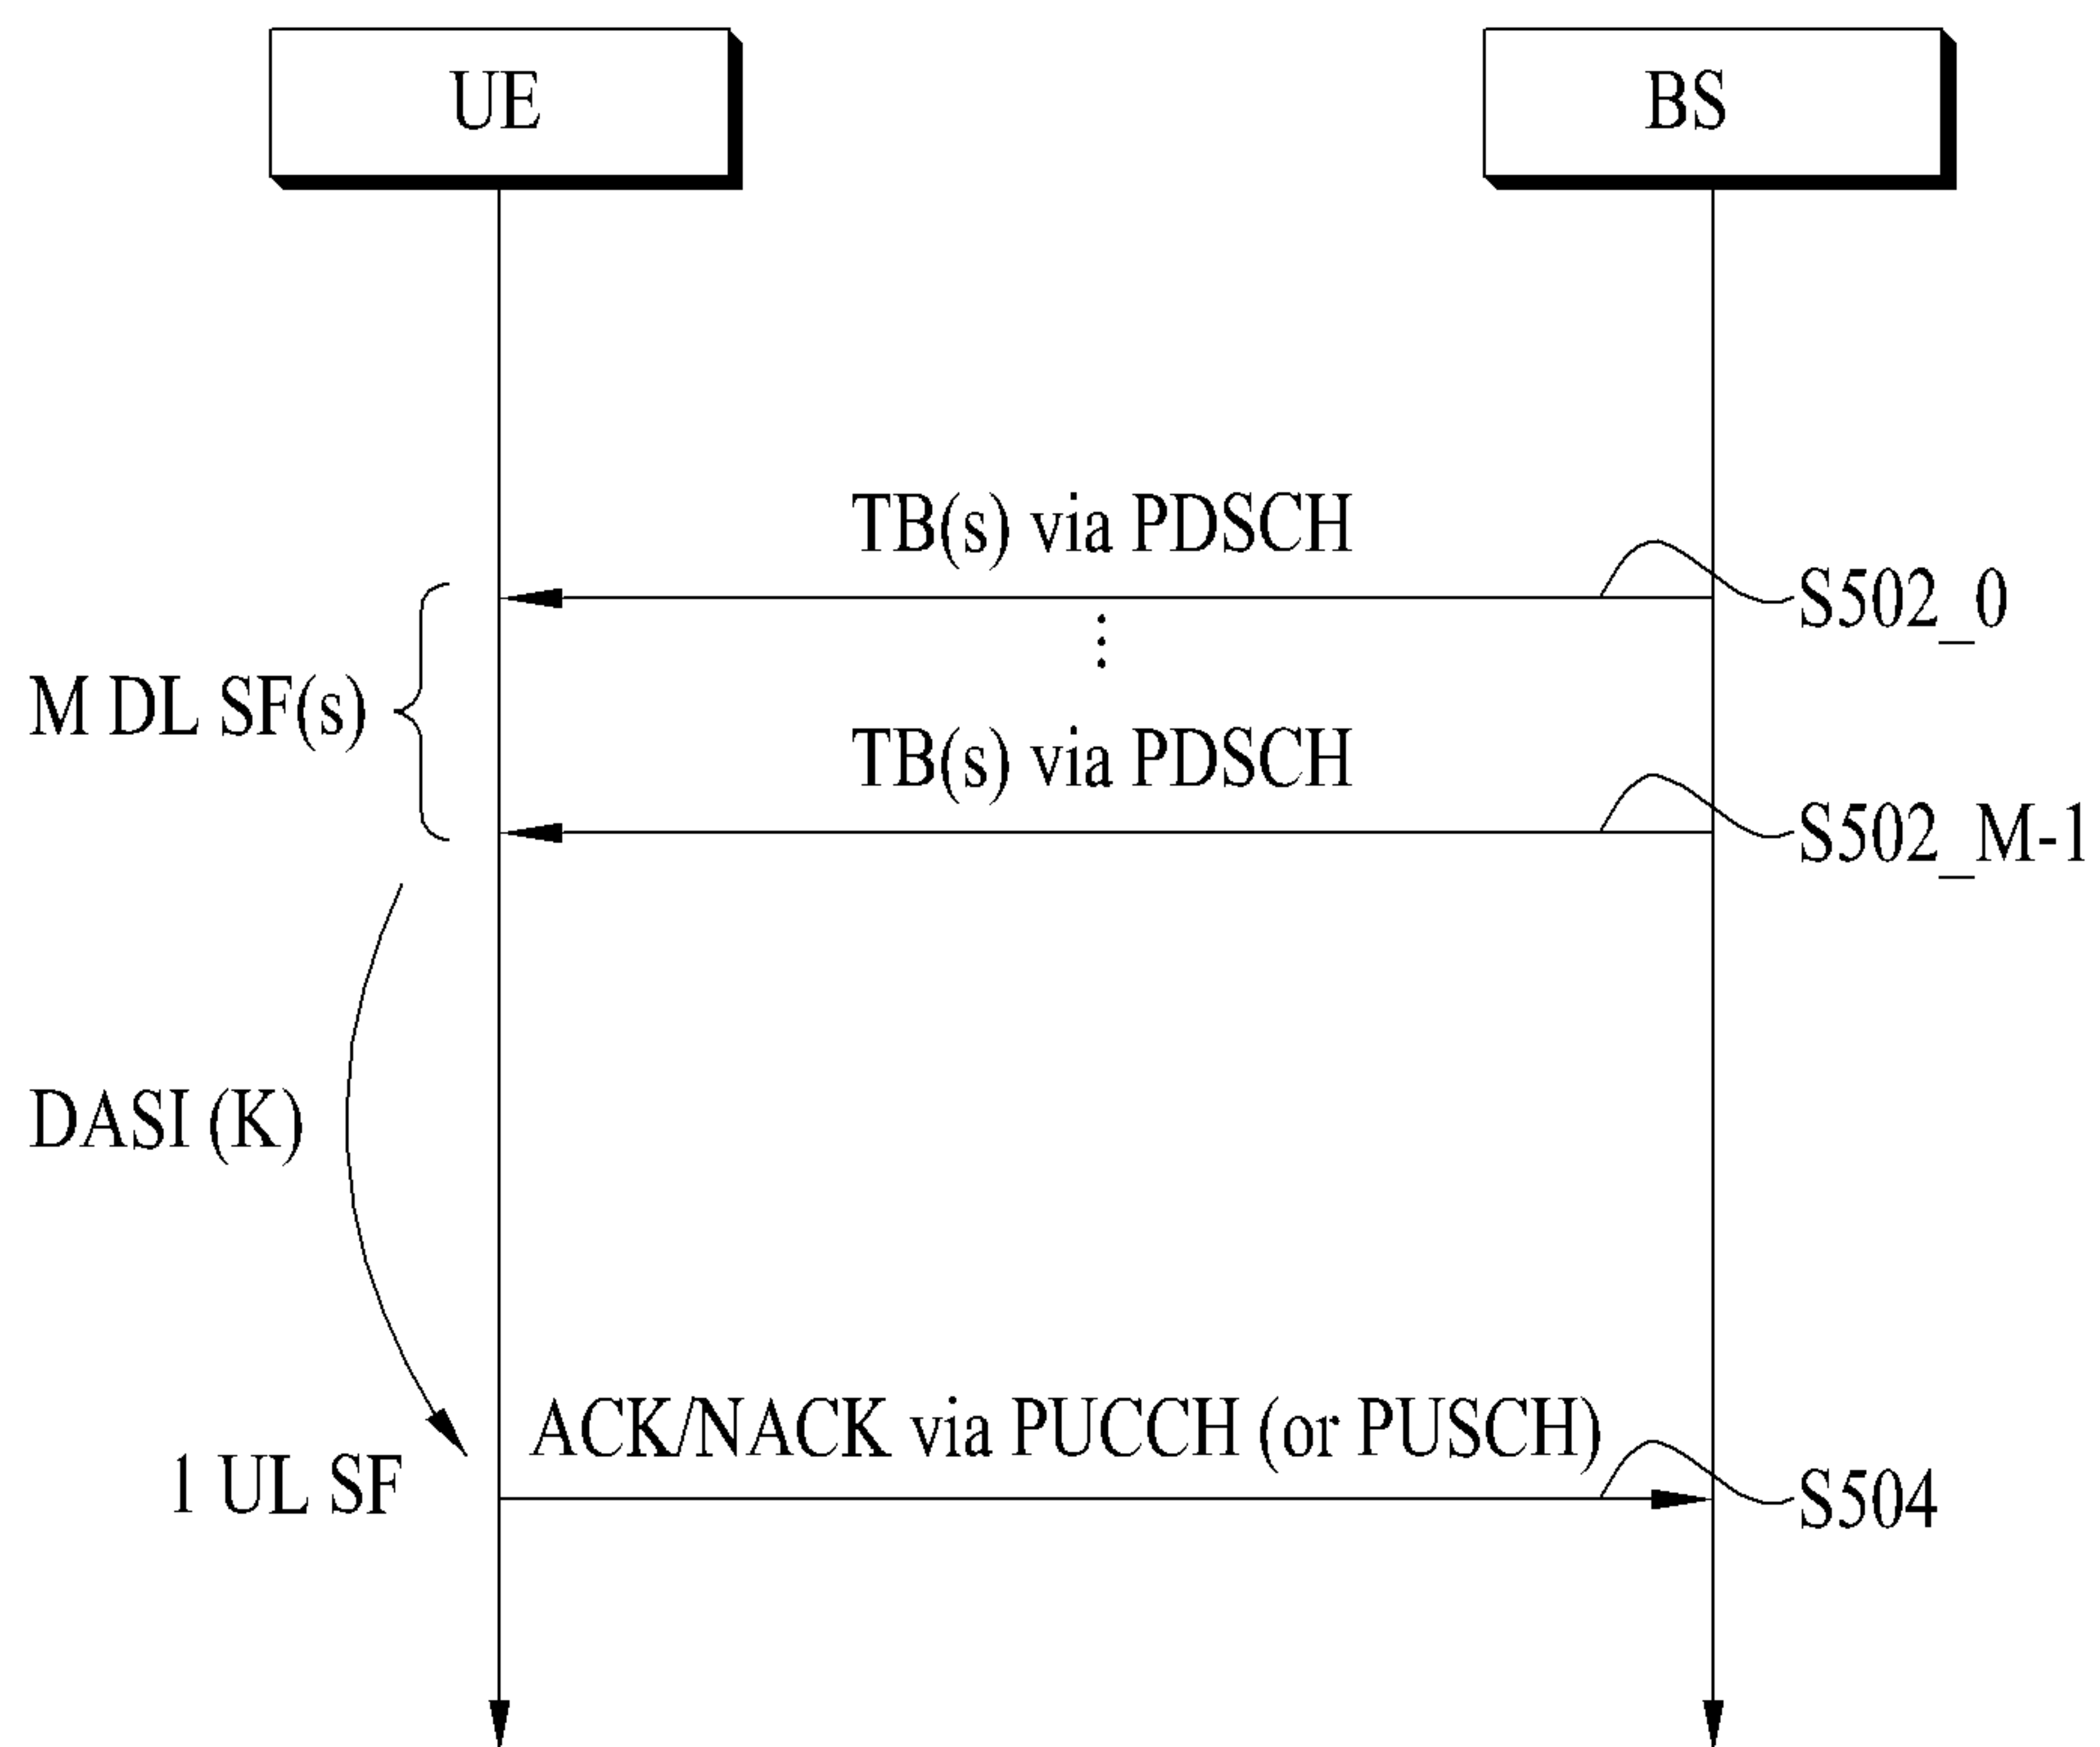 UE
BS
TB(s) via PDSCH
S502_0
M DL SF(s)
TB(s) via PDSCH
S502_M-1
DASI (K)
ACK/NACK via PUCCH (or PUSCH)
1 UL SF
S504